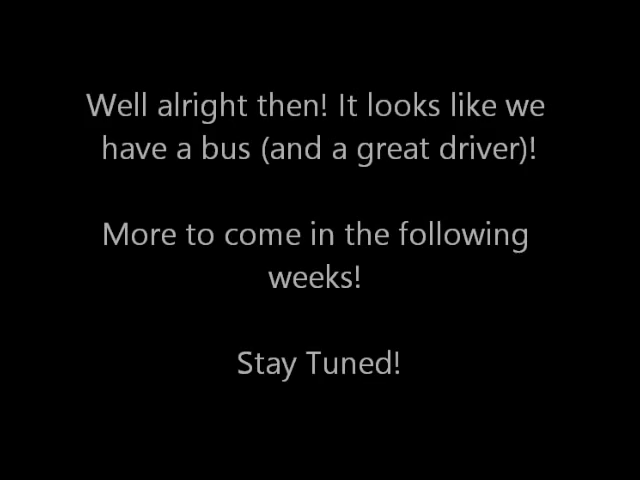 Well alright then! It looks like we
have a bus (and a great driver)!
More to come in the following
weeks!
Stay Tuned!